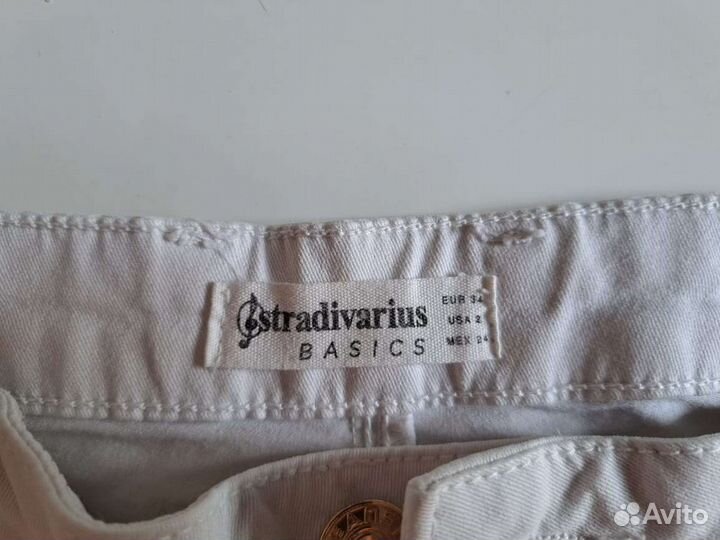 stradivarius
BASICS
EUR 34
USA 2
MEX 24
Avito